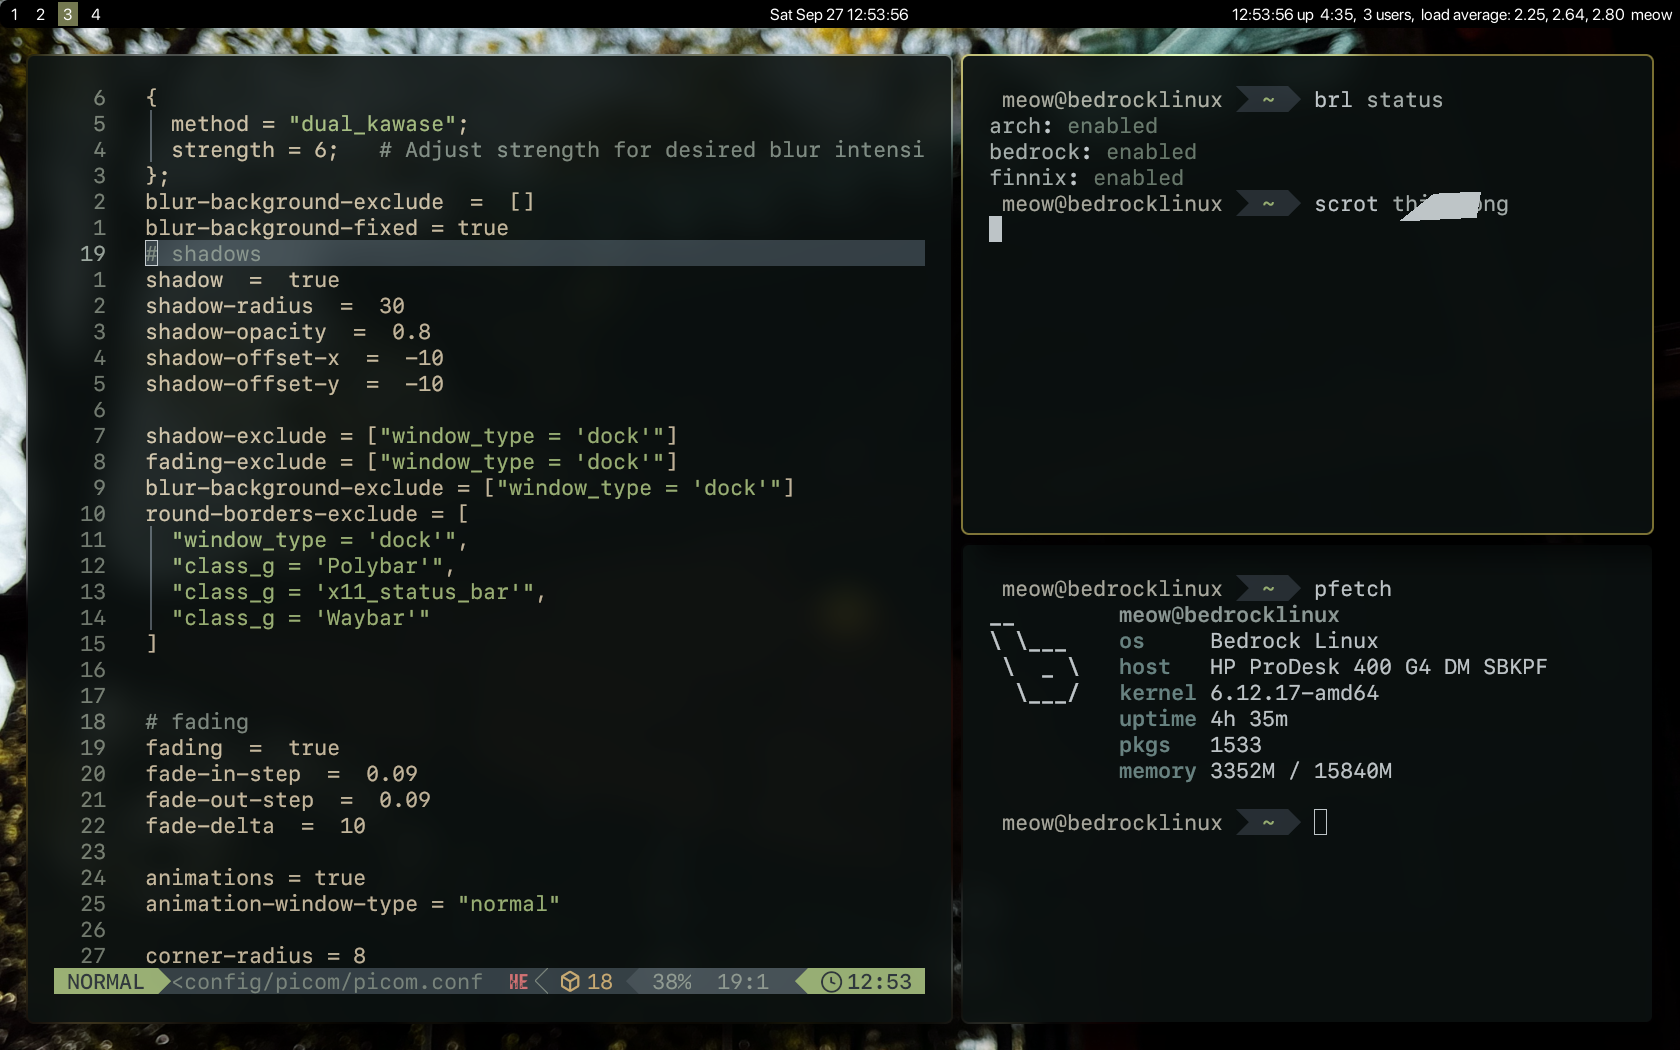 1 2 3 4
Sat Sep 27 12:53:56
12:53:56 up 4:35, 3 users, load average: 2.25, 2.64, 2.80 meow
6 {
5 method = "dual_kawase";
4 strength = 6; # Adjust strength for desired blur intensi
3 };
2 blur-background-exclude = []
1 blur-background-fixed = true
19 # shadows
1 shadow = true
2 shadow-radius = 30
3 shadow-opacity = 0.8
4 shadow-offset-x = -10
5 shadow-offset-y = -10
6
7 shadow-exclude = ["window_type = 'dock'"]
8 fading-exclude = ["window_type = 'dock'"]
9 blur-background-exclude = ["window_type = 'dock'"]
10 round-borders-exclude = [
11 "window_type = 'dock'",
12 "class_g = 'Polybar'",
13 "class_g = 'x11_status_bar'",
14 "class_g = 'Waybar'"
15 ]
16
17
18 # fading
19 fading = true
20 fade-in-step = 0.09
21 fade-out-step = 0.09
22 fade-delta = 10
23
24 animations = true
25 animation-window-type = "normal"
26
27 corner-radius = 8
NORMAL <config/picom/picom.conf 18 38% 19:1 12:53
meow@bedrocklinux ~ brl status
arch: enabled
bedrock: enabled
finnix: enabled
meow@bedrocklinux ~ scrot
meow@bedrocklinux ~ pfetch
meow@bedrocklinux
os Bedrock Linux
host HP ProDesk 400 G4 DM SBKPF
kernel 6.12.17-amd64
uptime 4h 35m
pkgs 1533
memory 3352M / 15840M
meow@bedrocklinux ~